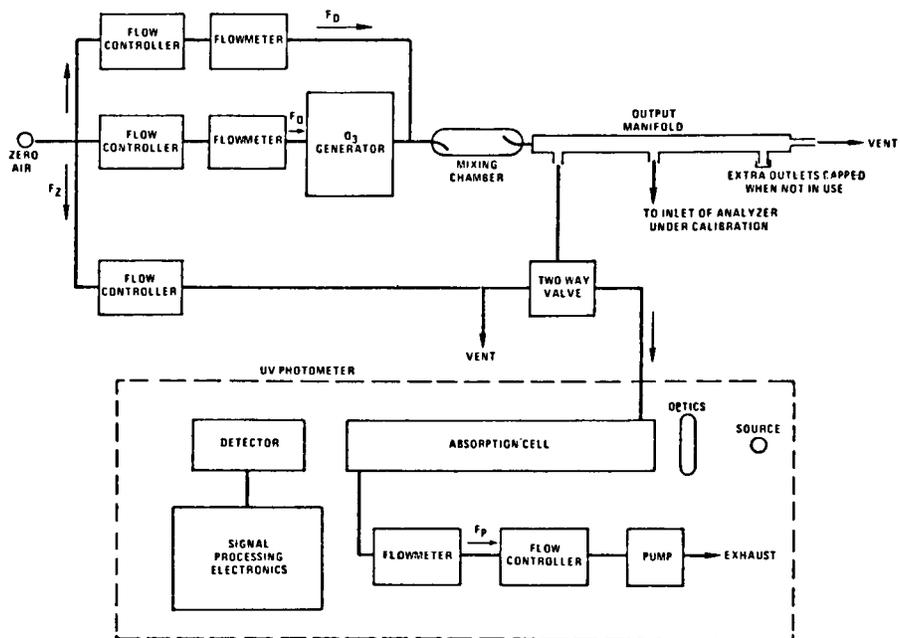 FLOW
CONTROLLER
FLOWMETER
F_D
FLOW
CONTROLLER
FLOWMETER
F_O
O3
GENERATOR
ZERO
AIR
F_Z
MIXING
CHAMBER
OUTPUT
MANIFOLD
VENT
EXTRA OUTLETS CAPPED
WHEN NOT IN USE
TO INLET OF ANALYZER
UNDER CALIBRATION
FLOW
CONTROLLER
TWO WAY
VALVE
VENT
UV PHOTOMETER
OPTICS
SOURCE
DETECTOR
ABSORPTION CELL
SIGNAL
PROCESSING
ELECTRONICS
FLOWMETER
F_P
FLOW
CONTROLLER
PUMP
EXHAUST